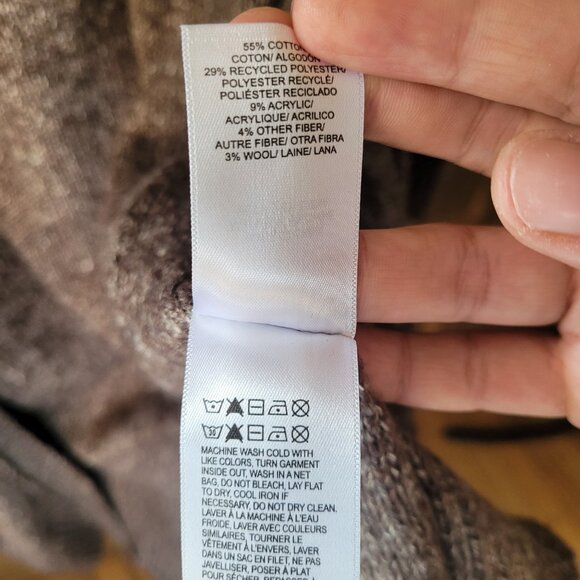 55% COTTON/
COTON/ ALGODON
29% RECYCLED POLYESTER/
POLYESTER RECYCLÉ/
POLIÉSTER RECICLADO
9% ACRYLIC/
ACRYLIQUE/ ACRILICO
4% OTHER FIBER/
AUTRE FIBRE/ OTRA FIBRA
3% WOOL/ LAINE/ LANA
30
MACHINE WASH COLD WITH
LIKE COLORS, TURN GARMENT
INSIDE OUT, WASH IN A NET
BAG, DO NOT BLEACH, LAY FLAT
TO DRY, COOL IRON IF
NECESSARY, DO NOT DRY CLEAN.
LAVER À LA MACHINE À L'EAU
FROIDE, LAVER AVEC COULEURS
SIMILAIRES, TOURNER LE
VÊTEMENT À L'ENVERS, LAVER
DANS UN SAC EN FILET, NE PAS
JAVELLISER, POSER À PLAT
POUR SÉCHER, REPASSER À